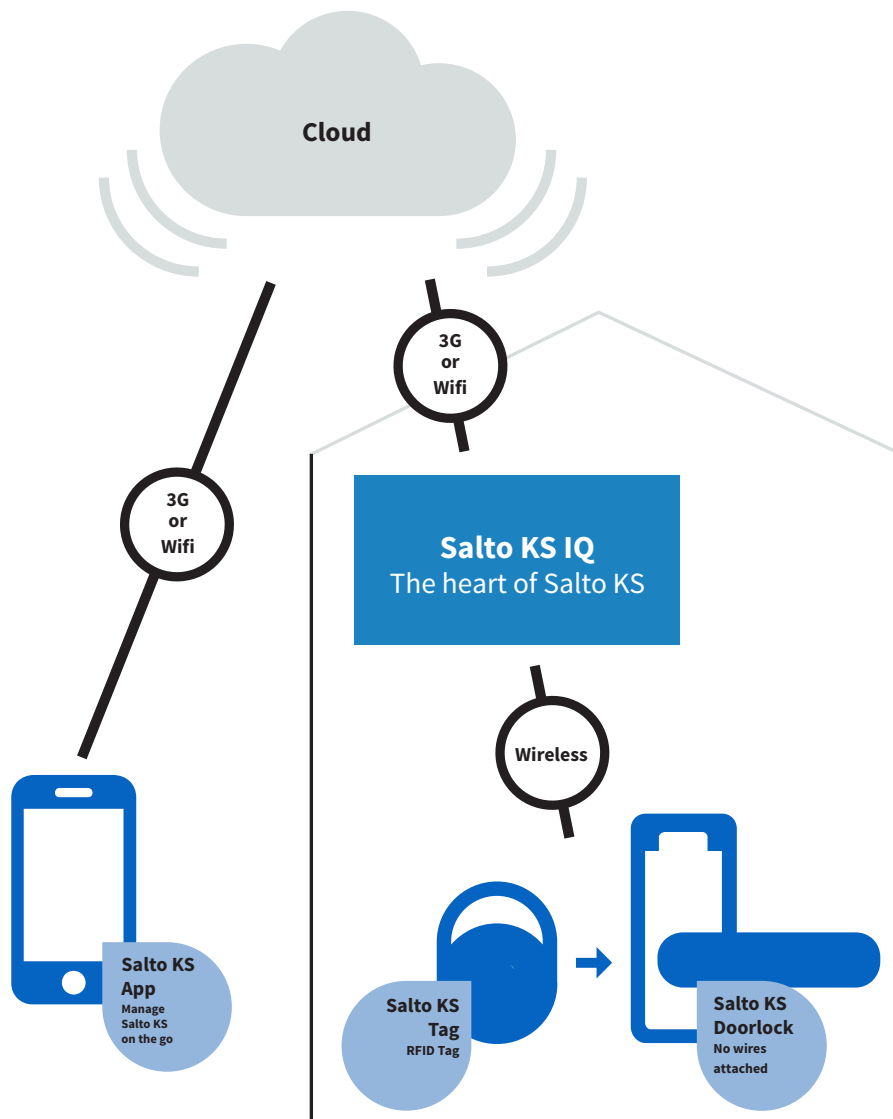 Cloud
3G
or
Wifi
3G
or
Wifi
Salto KS IQ
The heart of Salto KS
Wireless
Salto KS
App
Manage
Salto KS
on the go
Salto KS
Tag
RFID Tag
Salto KS
Doorlock
No wires
attached